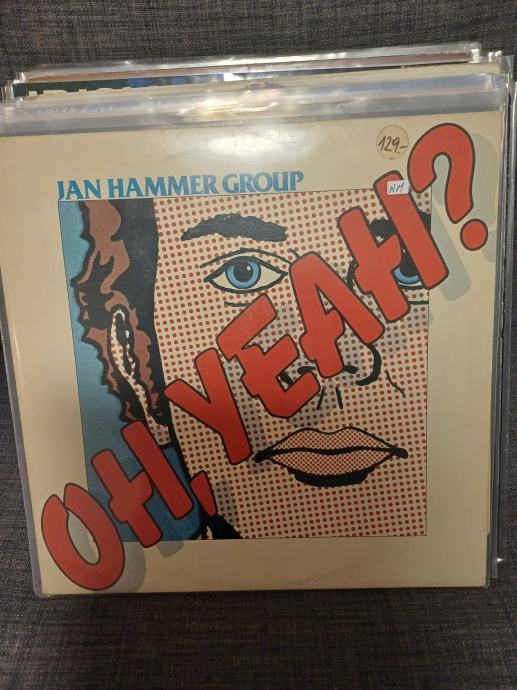 129.-
JAN HAMMER GROUP
NM
OH, YEAH?